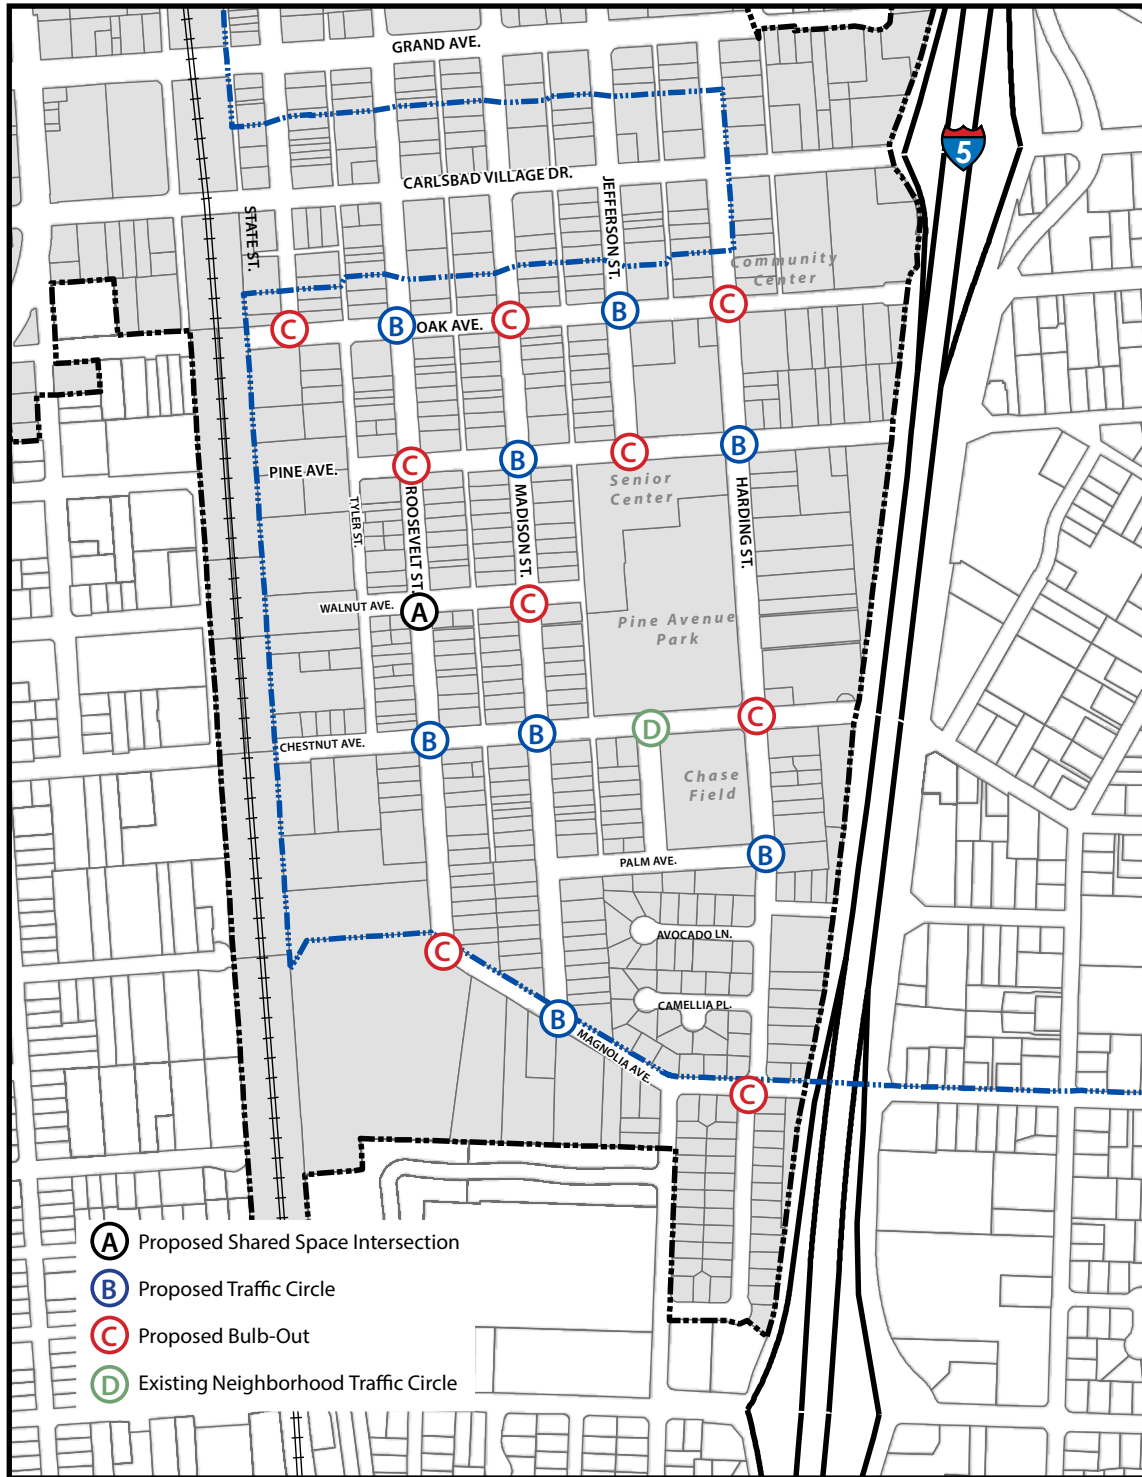 GRAND AVE.
5
CARLSBAD VILLAGE DR.
JEFFERSON ST.
STATE ST.
Community
Center
C
B
OAK AVE.
C
B
C
PINE AVE.
C
B
C
B
Senior
Center
TYLER ST.
ROOSEVELT ST.
MADISON ST.
HARDING ST.
WALNUT AVE.
A
C
Pine Avenue
Park
CHESTNUT AVE.
B
B
D
C
Chase
Field
PALM AVE.
B
AVOCADO LN.
C
CAMELLIA PL.
B
MAGNOLIA AVE.
C
A Proposed Shared Space Intersection
B Proposed Traffic Circle
C Proposed Bulb-Out
D Existing Neighborhood Traffic Circle